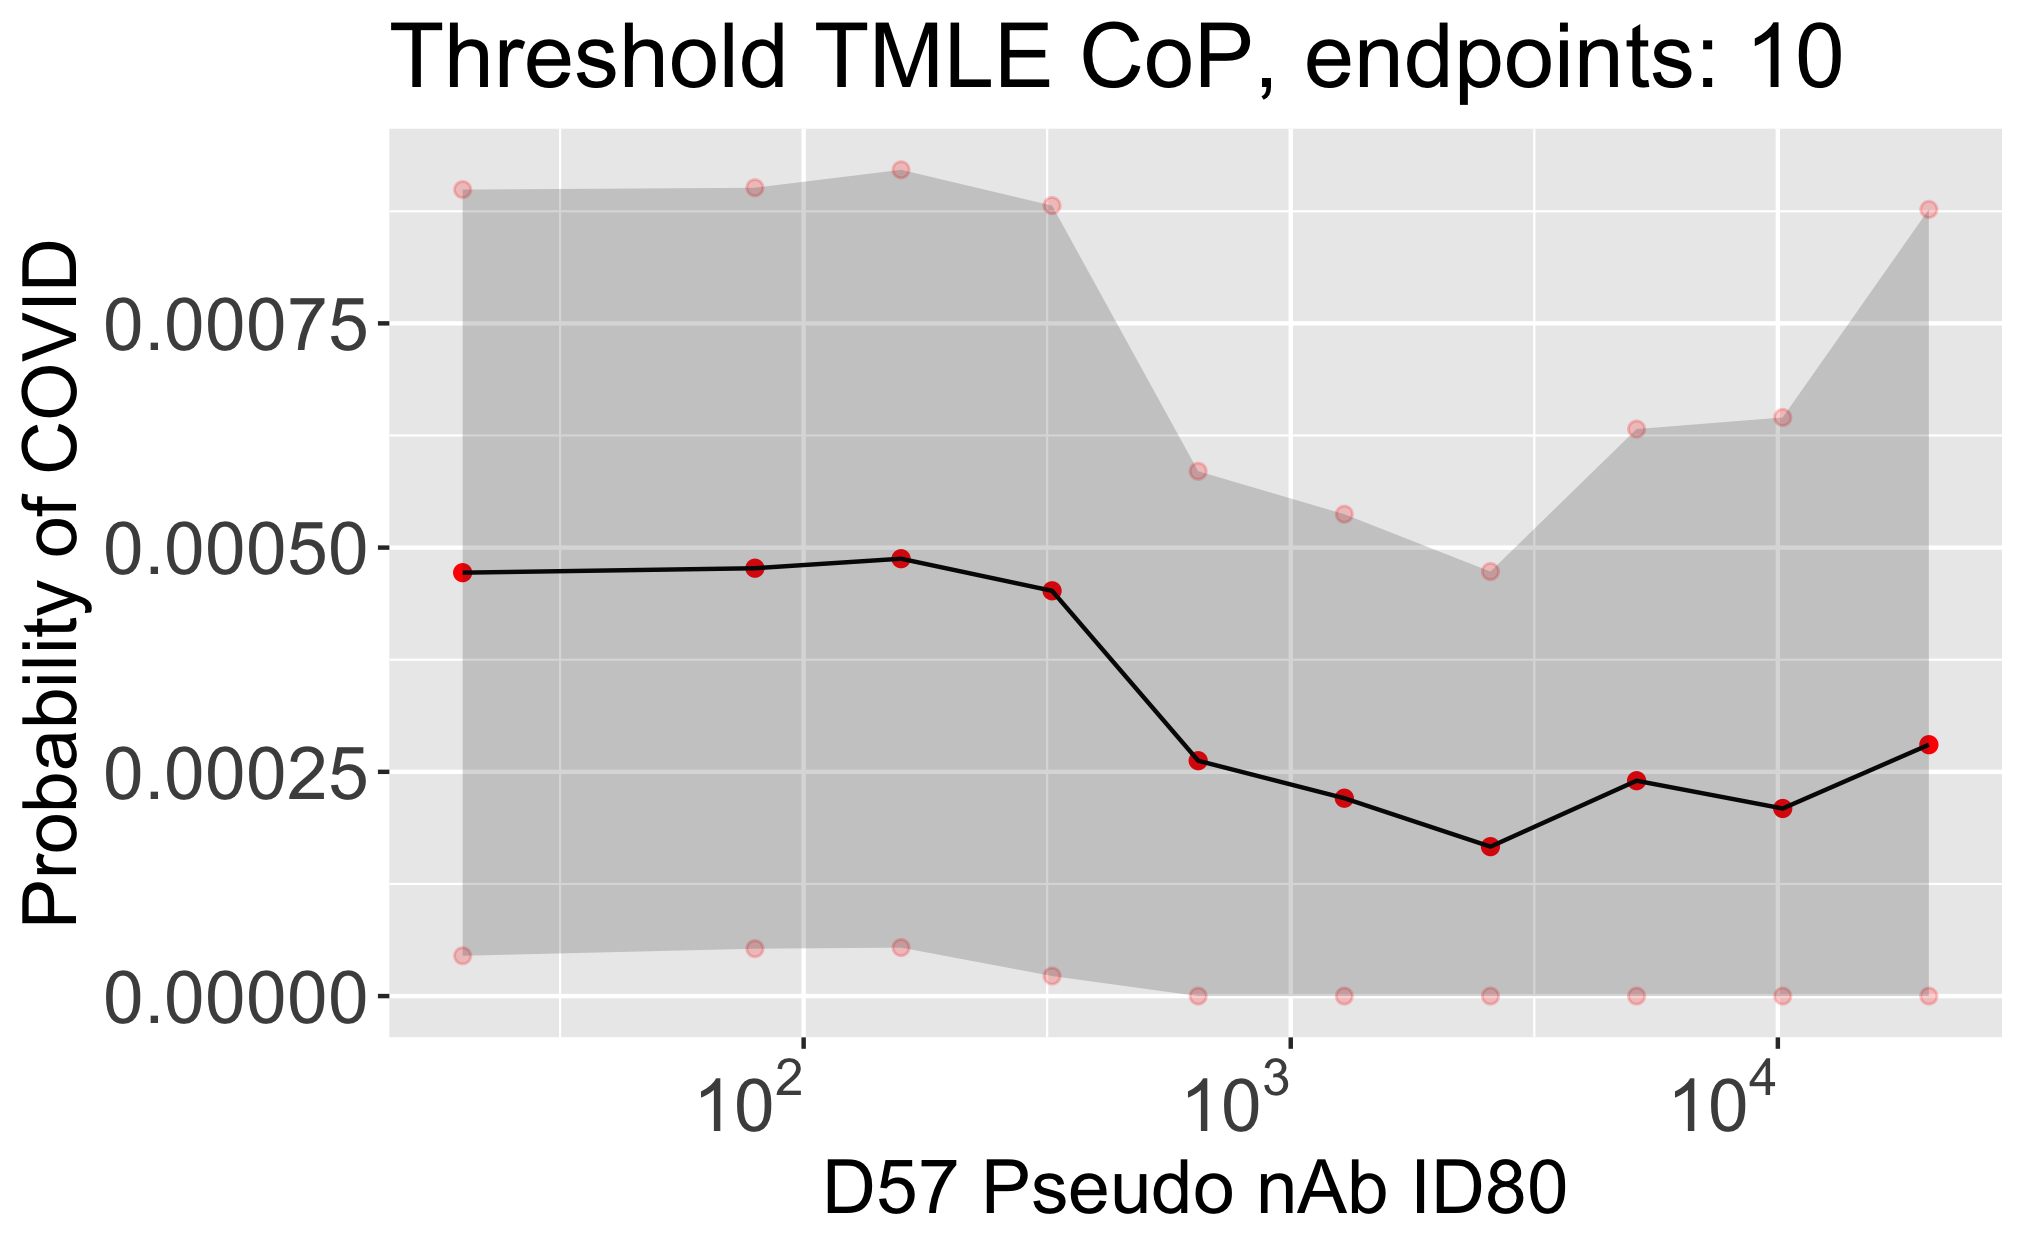 Threshold TMLE CoP, endpoints: 10
Probability of COVID
0.00075
0.00050
0.00025
0.00000
10² 10³ 10⁴
D57 Pseudo nAb ID80